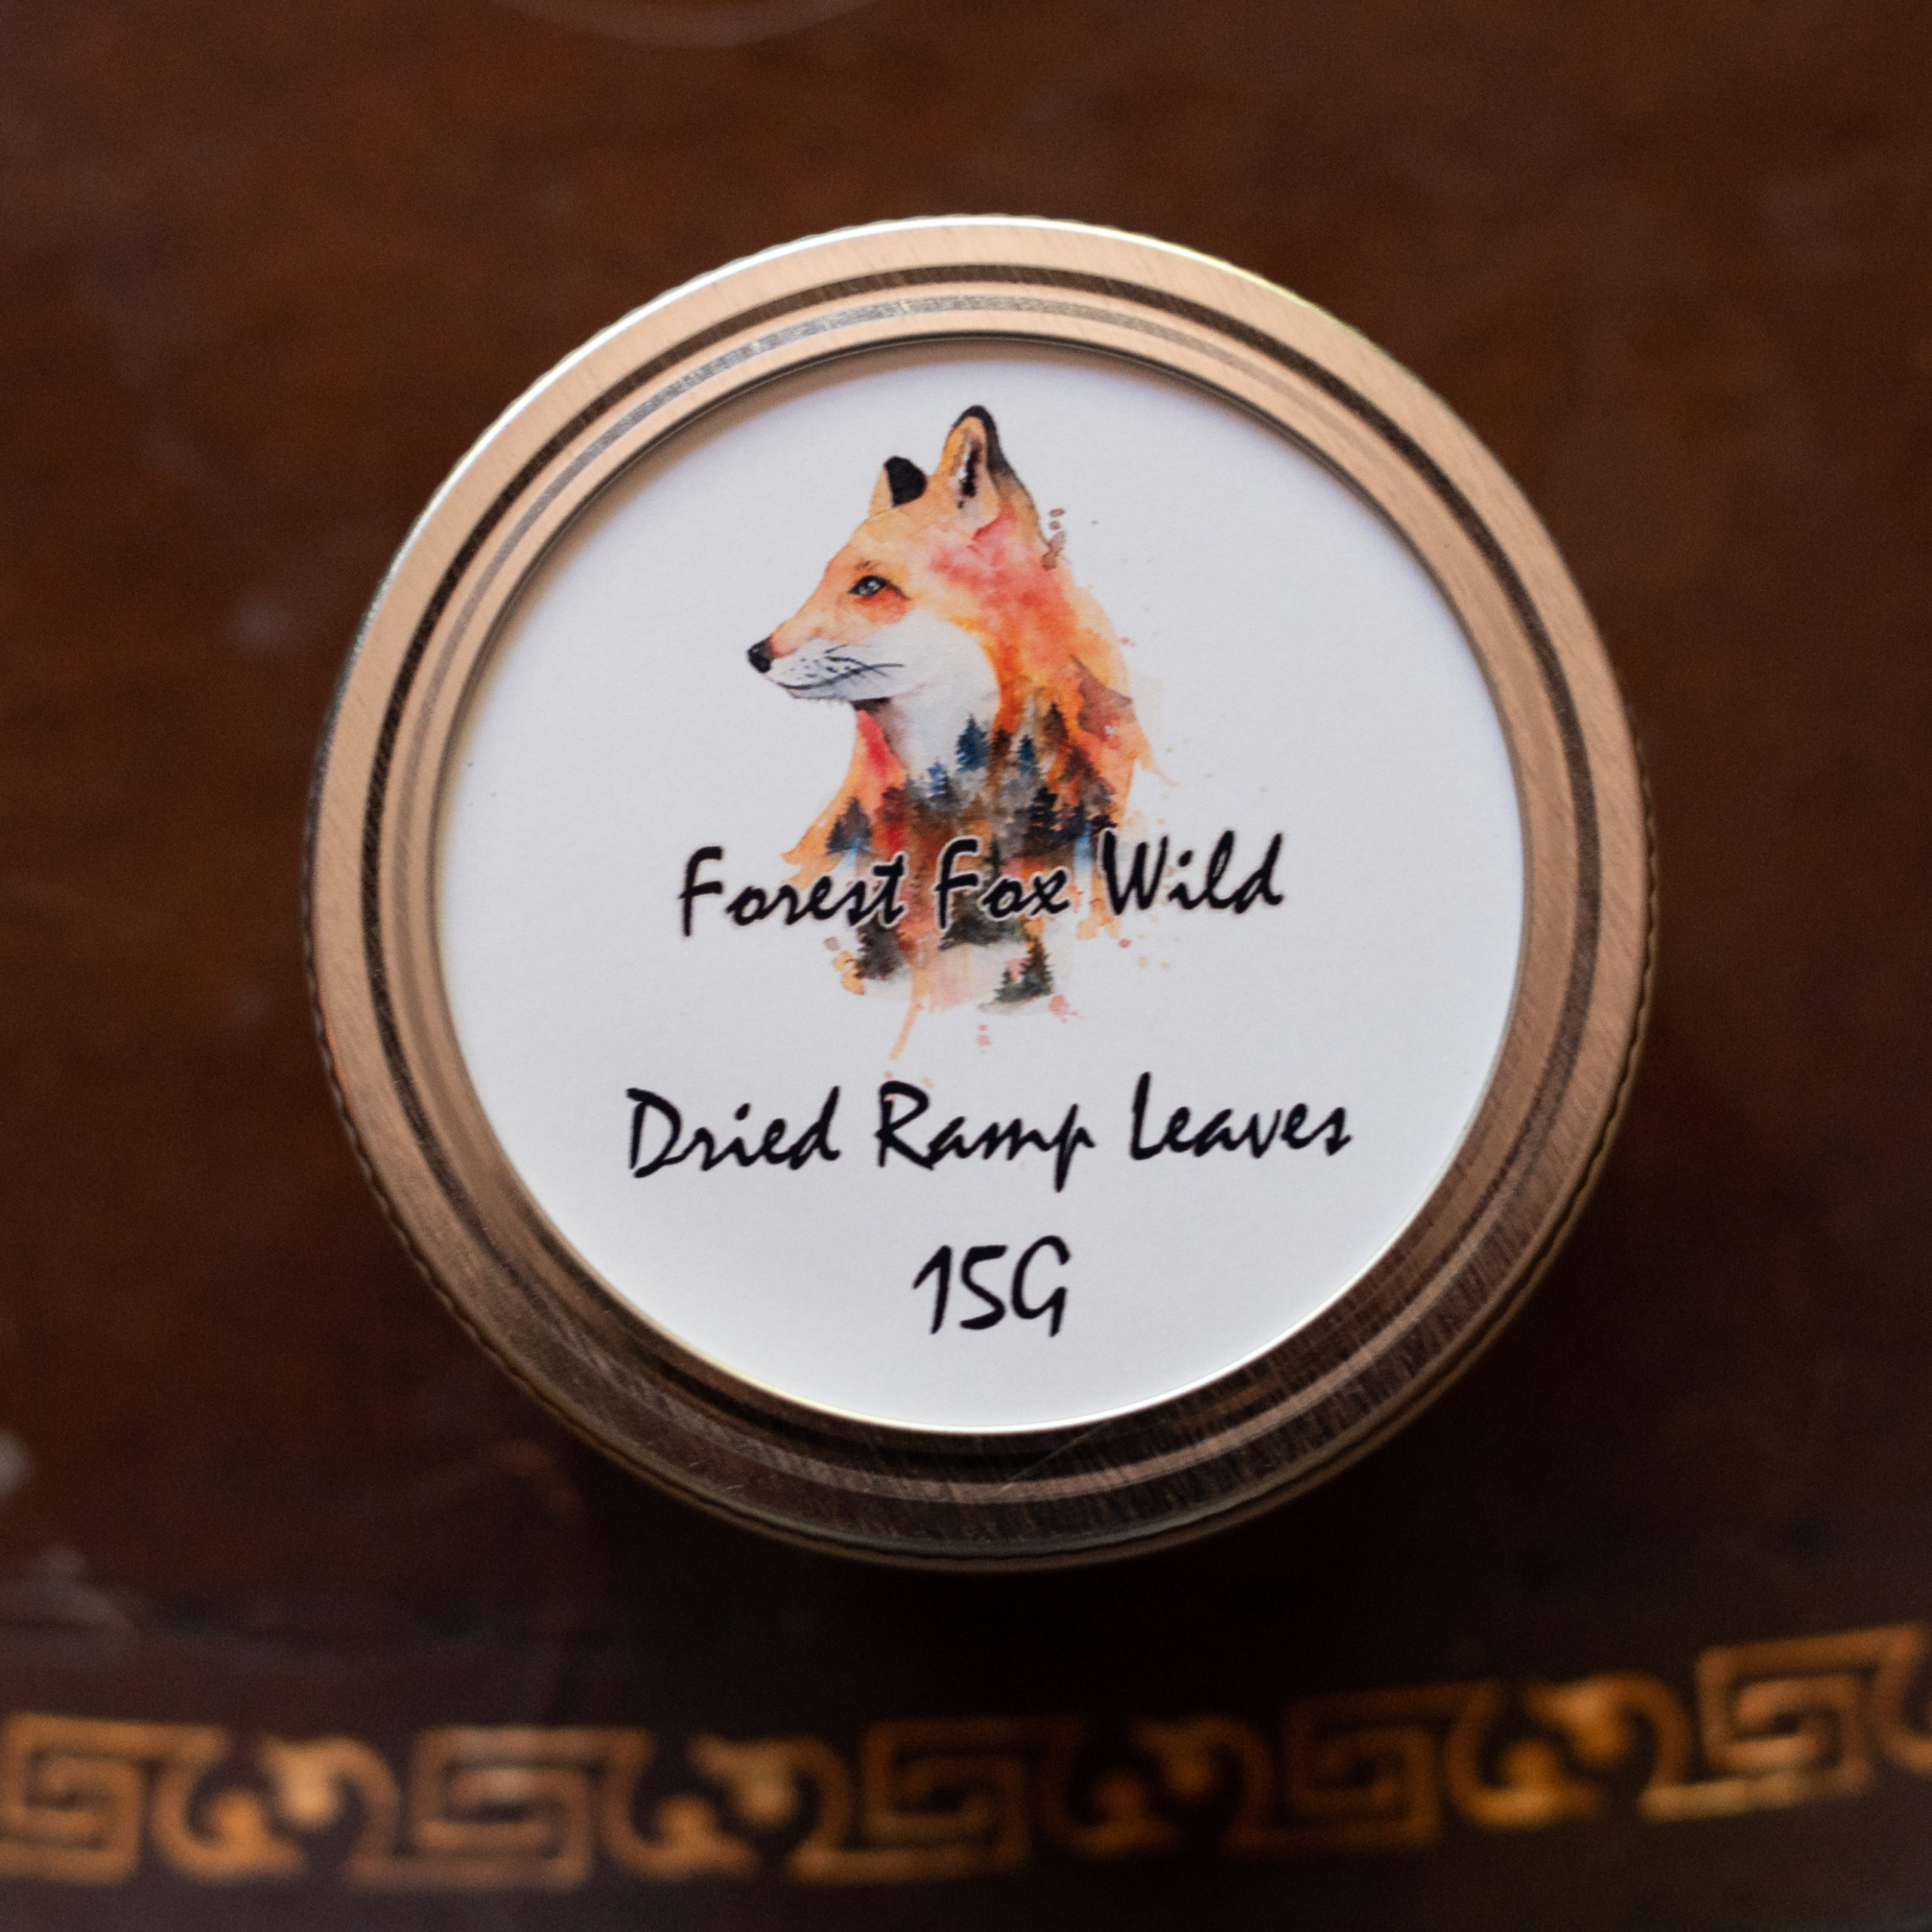 Forest Fox Wild
Dried Ramp Leaves
15G